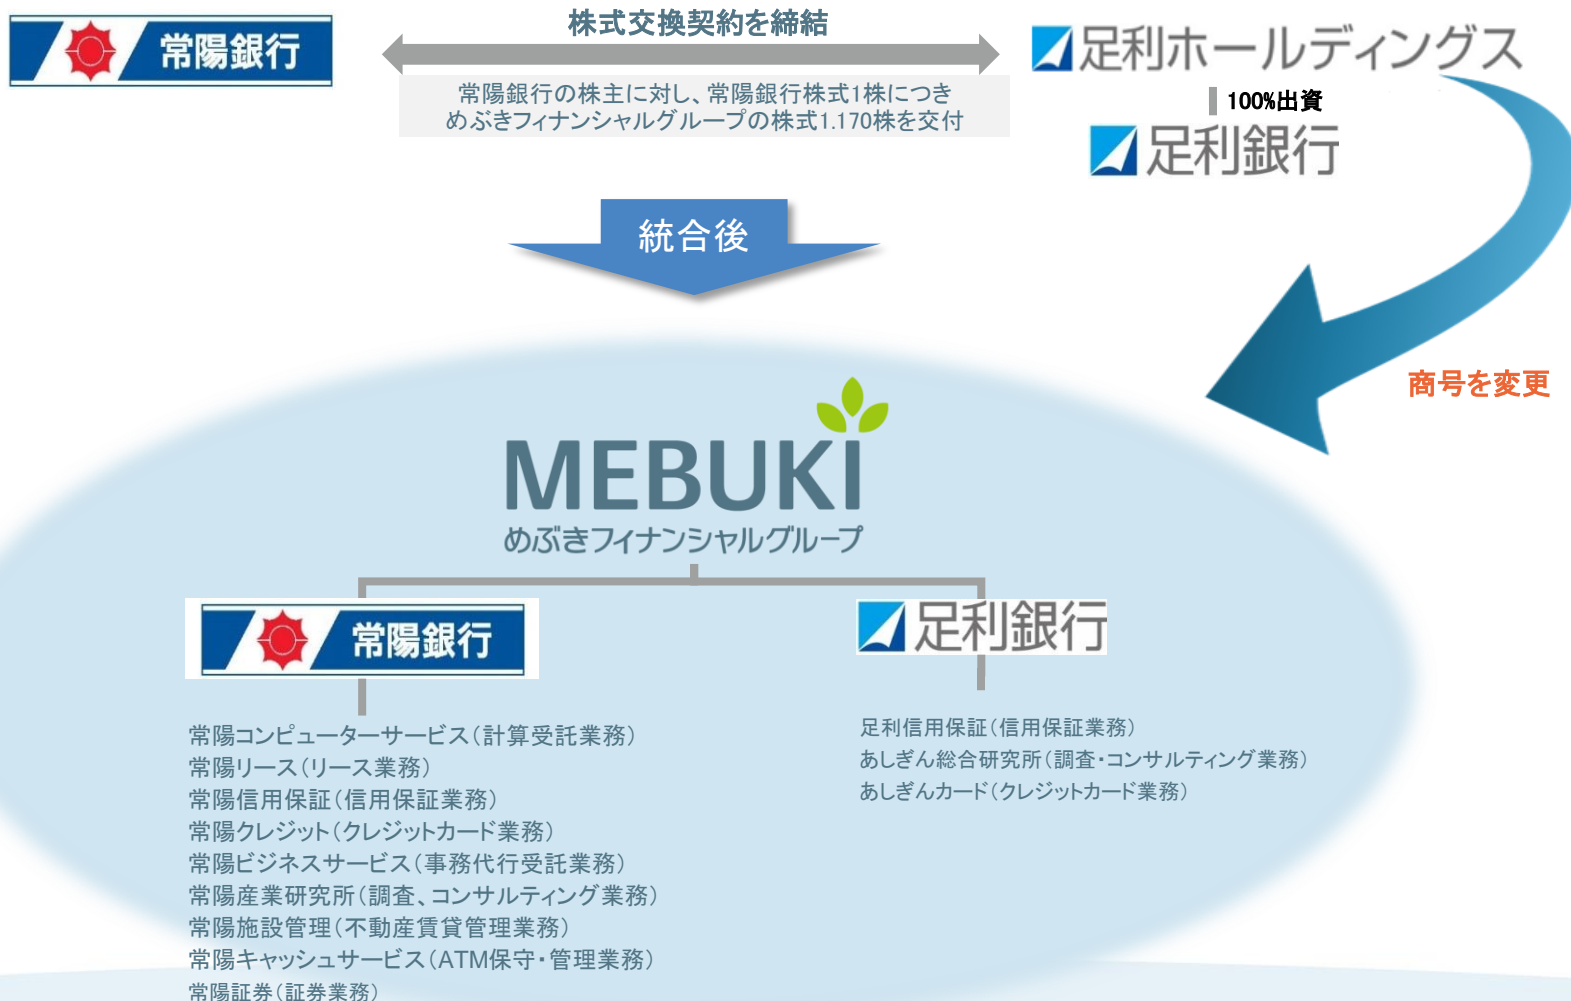 常陽銀行
株式交換契約を締結
足利ホールディングス
常陽銀行の株主に対し、常陽銀行株式1株につき
めぶきフィナンシャルグループの株式1.170株を交付
100%出資
足利銀行
統合後
商号を変更
MEBUKI
めぶきフィナンシャルグループ
常陽銀行
足利銀行
常陽コンピューターサービス(計算受託業務)
常陽リース(リース業務)
常陽信用保証(信用保証業務)
常陽クレジット(クレジットカード業務)
常陽ビジネスサービス(事務代行受託業務)
常陽産業研究所(調査、コンサルティング業務)
常陽施設管理(不動産賃貸管理業務)
常陽キャッシュサービス(ATM保守・管理業務)
常陽証券(証券業務)
足利信用保証(信用保証業務)
あしぎん総合研究所(調査・コンサルティング業務)
あしぎんカード(クレジットカード業務)